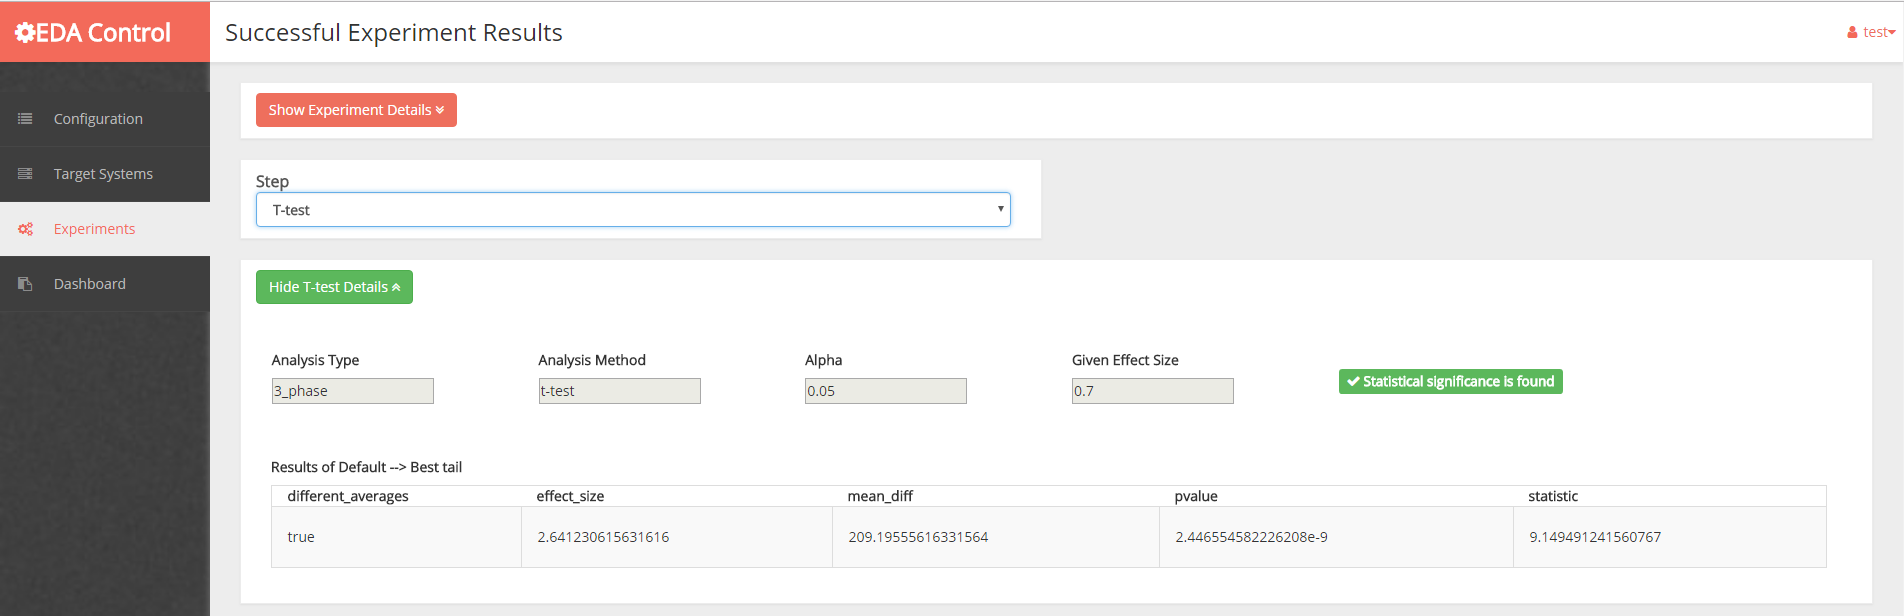 EDA Control
Successful Experiment Results
test
Configuration
Target Systems
Experiments
Dashboard
Show Experiment Details
Step
T-test
Hide T-test Details
Analysis Type
Analysis Method
Alpha
Given Effect Size
3_phase
t-test
0.05
0.7
Statistical significance is found
Results of Default --> Best tail
different_averages effect_size mean_diff pvalue statistic
true 2.641230615631616 209.19555616331564 2.446554582226208e-9 9.149491241560767